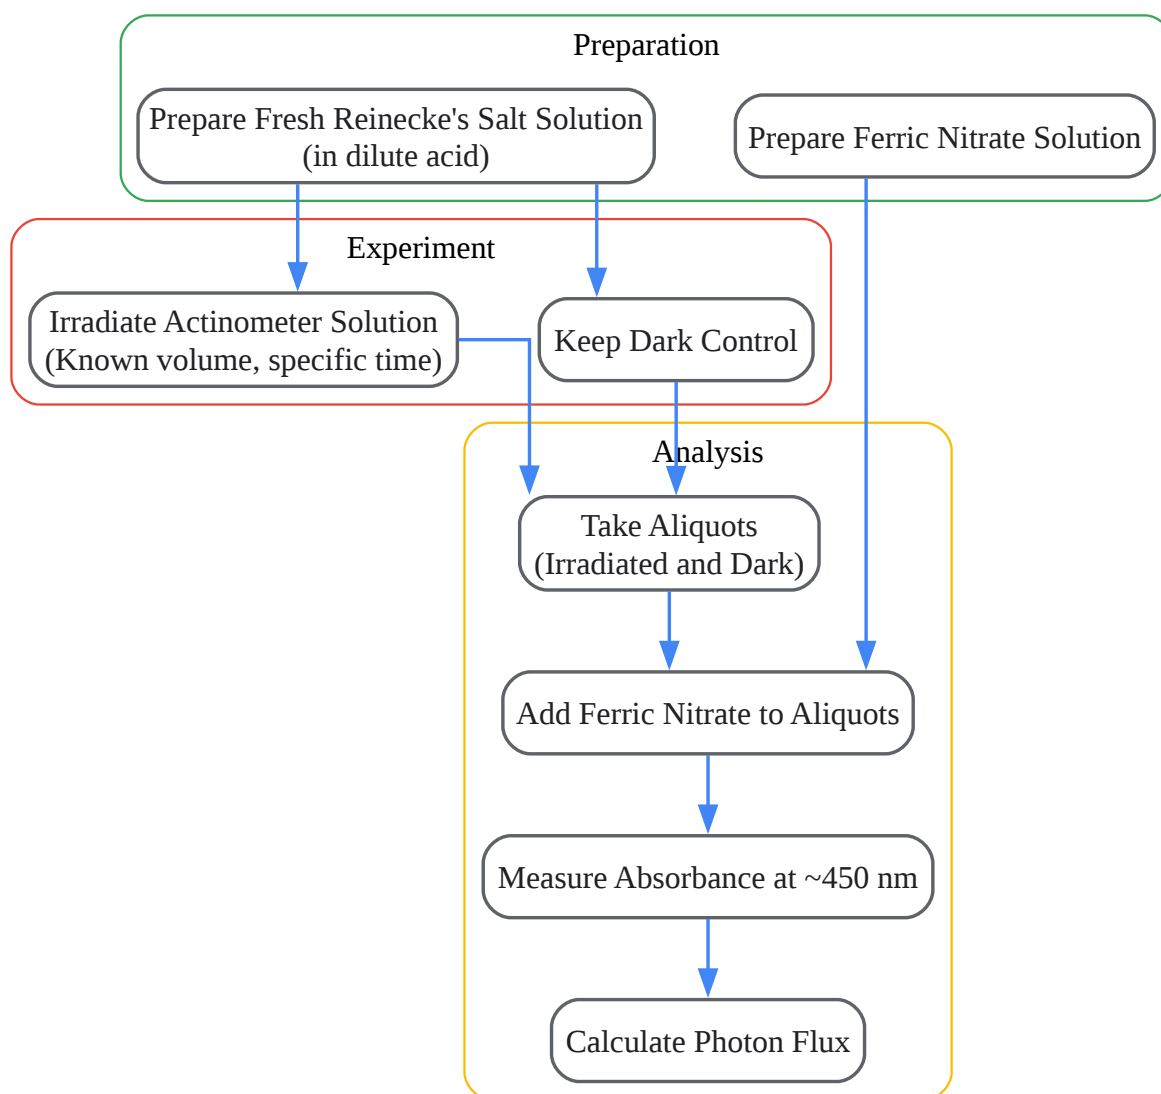 Preparation
Prepare Fresh Reinecke's Salt Solution
(in dilute acid)
Prepare Ferric Nitrate Solution
Experiment
Irradiate Actinometer Solution
(Known volume, specific time)
Keep Dark Control
Analysis
Take Aliquots
(Irradiated and Dark)
Add Ferric Nitrate to Aliquots
Measure Absorbance at ~450 nm
Calculate Photon Flux